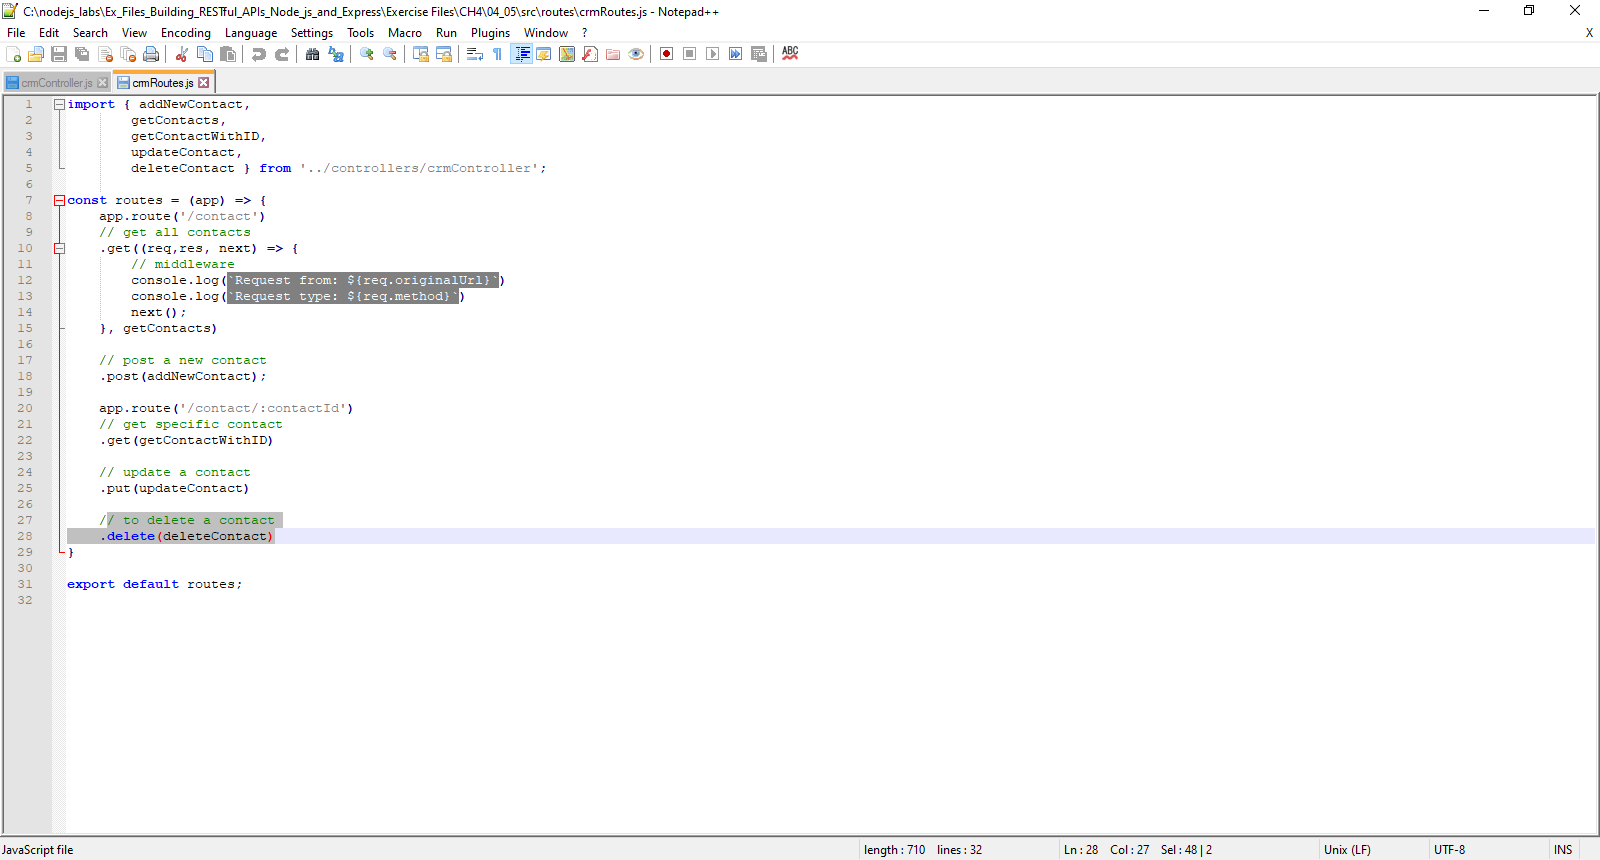 C:\nodejs_labs\Ex_Files_Building_RESTful_APIs_Node_js_and_Express\Exercise Files\CH4\04_05\src\routes\crmRoutes.js - Notepad++
File Edit Search View Encoding Language Settings Tools Macro Run Plugins Window ? X
ABC
crmController.js crmRoutes.js
1 import { addNewContact,
2 getContacts,
3 getContactWithID,
4 updateContact,
5 deleteContact } from '../controllers/crmController';
6
7 const routes = (app) => {
8 app.route('/contact')
9 // get all contacts
10 .get((req,res, next) => {
11 // middleware
12 console.log(`Request from: ${req.originalUrl}`)
13 console.log(`Request type: ${req.method}`)
14 next();
15 }, getContacts)
16
17 // post a new contact
18 .post(addNewContact);
19
20 app.route('/contact/:contactId')
21 // get specific contact
22 .get(getContactWithID)
23
24 // update a contact
25 .put(updateContact)
26
27 // to delete a contact
28 .delete(deleteContact)
29 }
30
31 export default routes;
32
JavaScript file length : 710 lines : 32 Ln : 28 Col : 27 Sel : 48 | 2 Unix (LF) UTF-8 INS